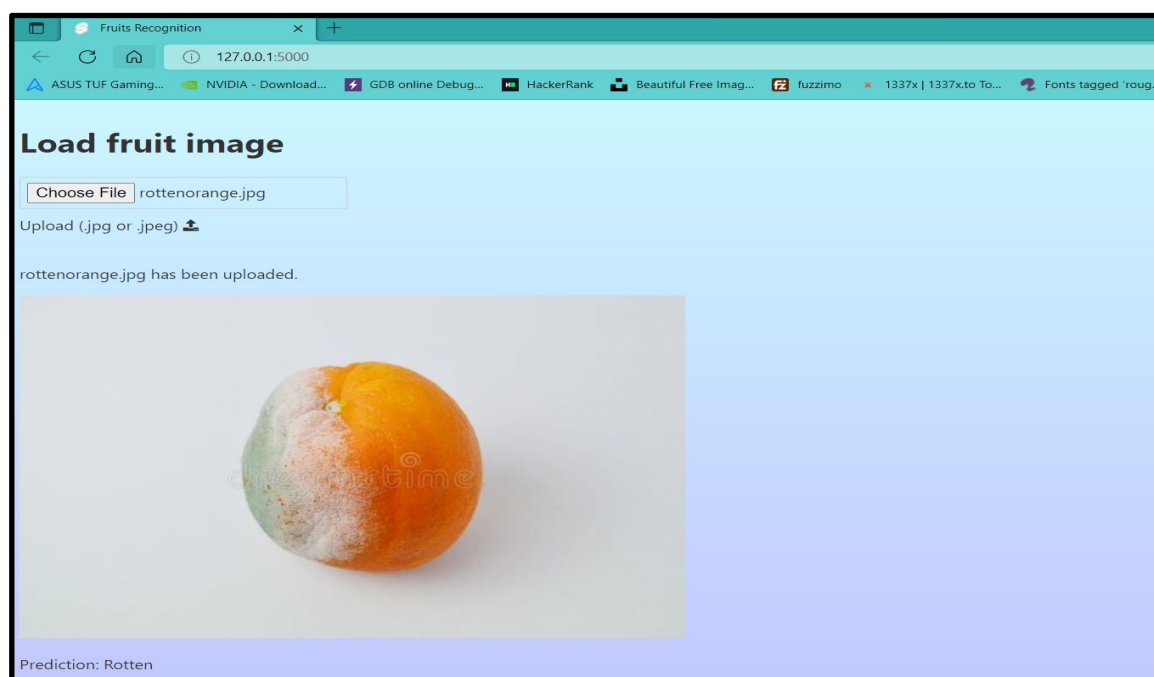 Fruits Recognition
127.0.0.1:5000
ASUS TUF Gaming... NVIDIA - Download... GDB online Debug... HackerRank Beautiful Free Imag... fuzzimo 1337x | 1337x.to To... Fonts tagged 'roug...
Load fruit image
Choose File rottenorange.jpg
Upload (.jpg or .jpeg)
rottenorange.jpg has been uploaded.
dreamstime
Prediction: Rotten